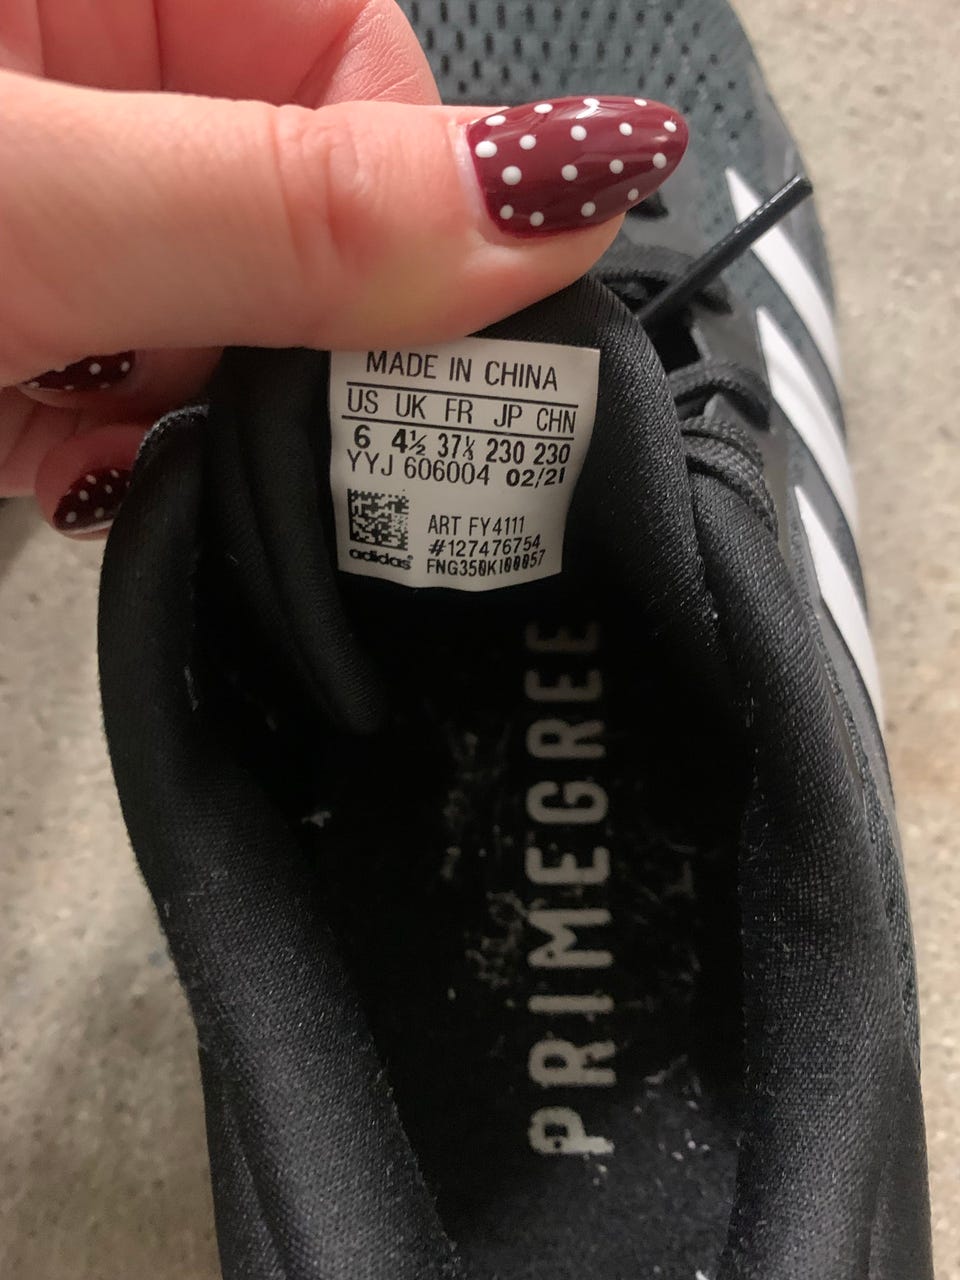 MADE IN CHINA
US UK FR JP CHN
6 4½ 37⅓ 230 230
YYJ 606004 02/21
ART FY4111
#127476754
FNG350K100057
adidas
PRIMEGREE